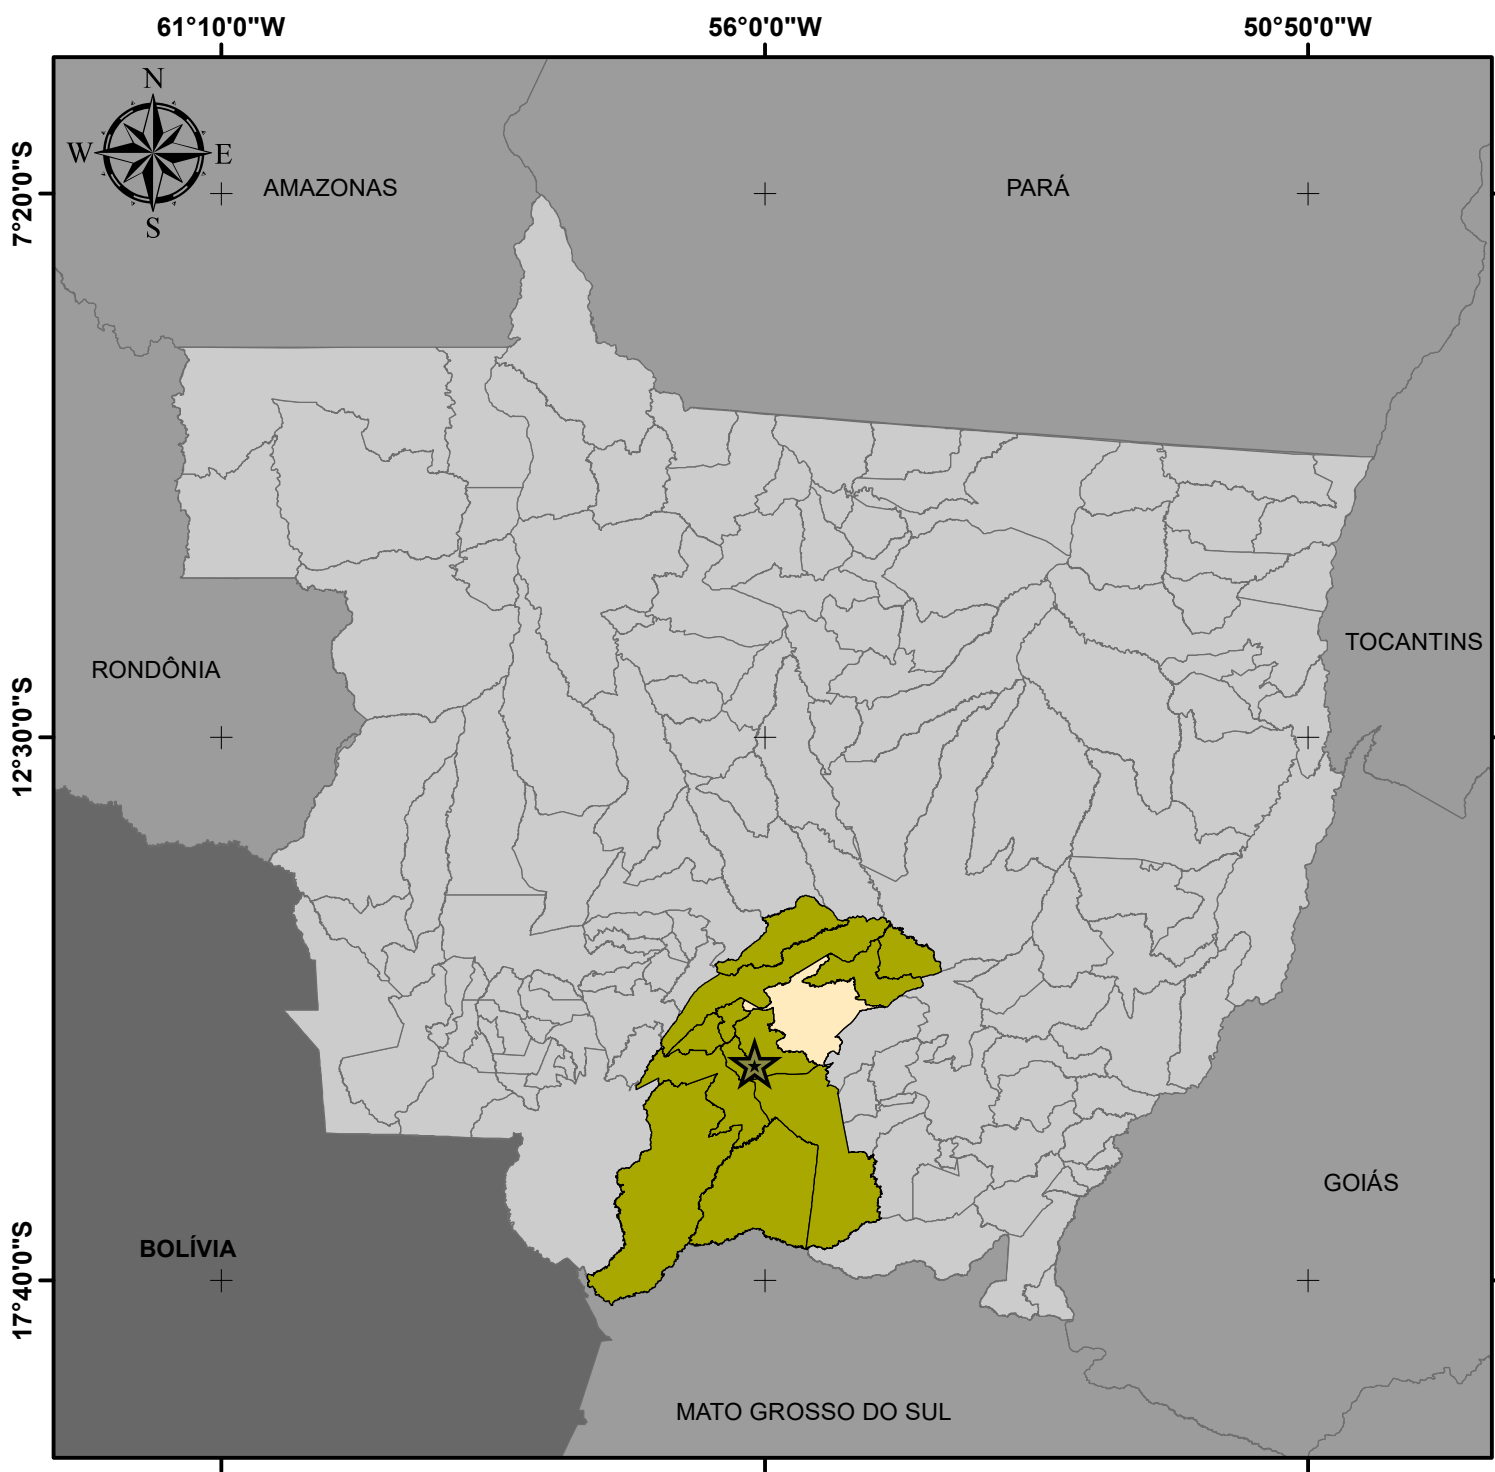 61°10'0"W
56°0'0"W
50°50'0"W
N
W
E
S
AMAZONAS
PARÁ
7°20'0"S
RONDÔNIA
TOCANTINS
12°30'0"S
GOIÁS
BOLÍVIA
17°40'0"S
MATO GROSSO DO SUL